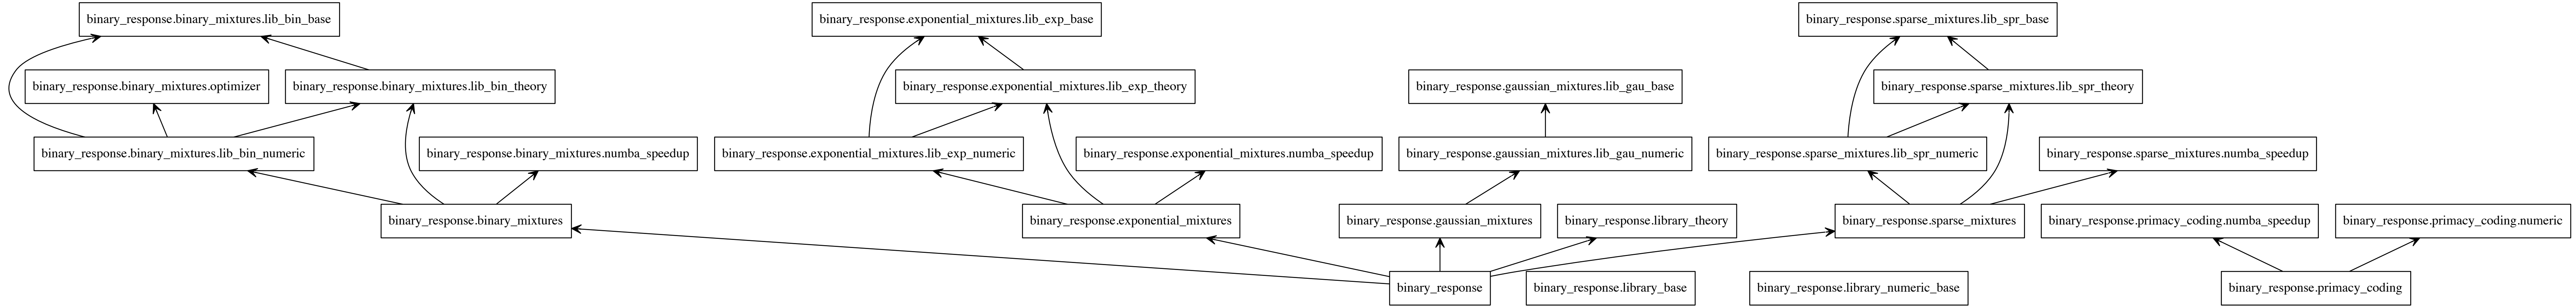 binary_response.binary_mixtures.lib_bin_base
binary_response.exponential_mixtures.lib_exp_base
binary_response.sparse_mixtures.lib_spr_base
binary_response.binary_mixtures.optimizer
binary_response.binary_mixtures.lib_bin_theory
binary_response.exponential_mixtures.lib_exp_theory
binary_response.gaussian_mixtures.lib_gau_base
binary_response.sparse_mixtures.lib_spr_theory
binary_response.binary_mixtures.lib_bin_numeric
binary_response.binary_mixtures.numba_speedup
binary_response.exponential_mixtures.lib_exp_numeric
binary_response.exponential_mixtures.numba_speedup
binary_response.gaussian_mixtures.lib_gau_numeric
binary_response.sparse_mixtures.lib_spr_numeric
binary_response.sparse_mixtures.numba_speedup
binary_response.binary_mixtures
binary_response.exponential_mixtures
binary_response.gaussian_mixtures
binary_response.library_theory
binary_response.sparse_mixtures
binary_response.primacy_coding.numba_speedup
binary_response.primacy_coding.numeric
binary_response
binary_response.library_base
binary_response.library_numeric_base
binary_response.primacy_coding